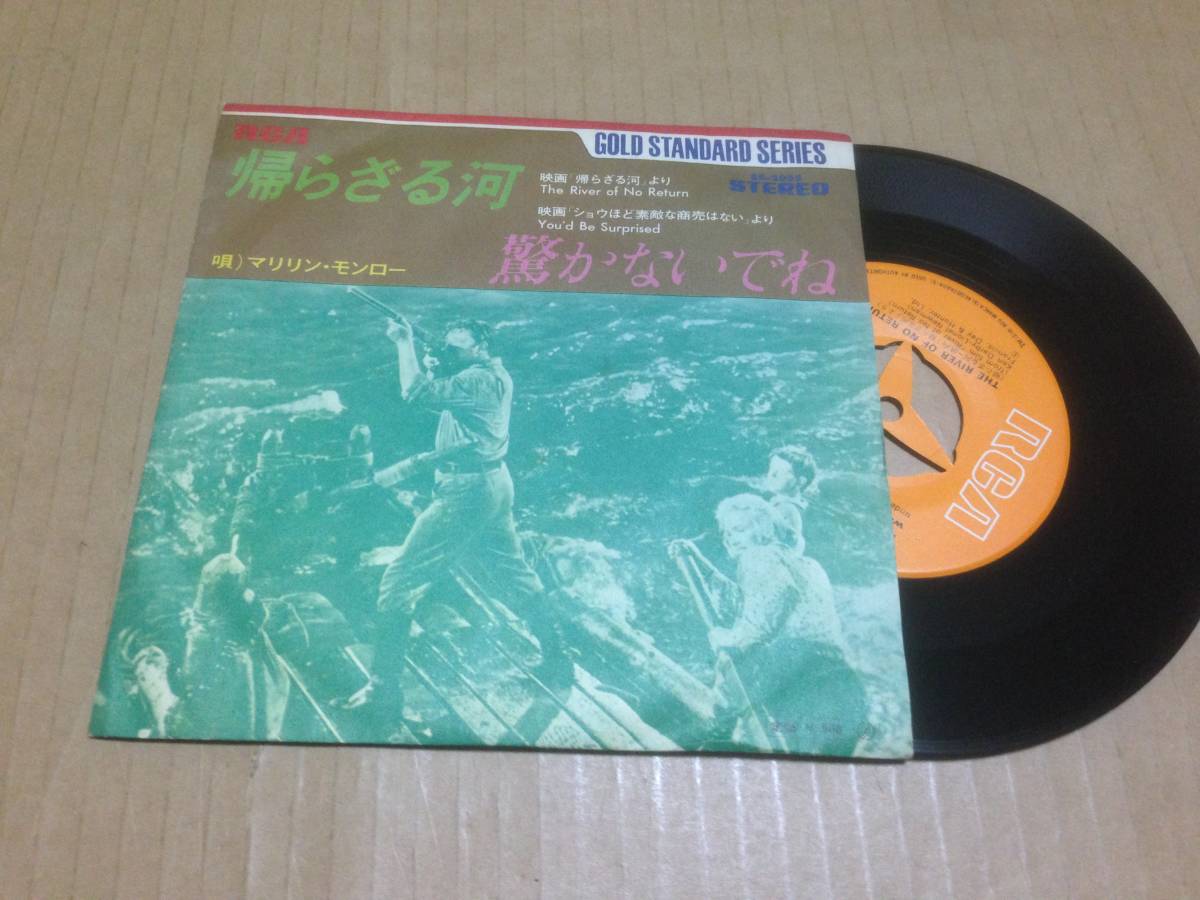 RCA
GOLD STANDARD SERIES
帰らざる河
映画「帰らざる河」より
The River of No Return
STEREO
映画「ショウほど素敵な商売はない」より
You'd Be Surprised
唄)マリリン・モンロー
驚かないでね
THE RIVER OF NO RETURN
RCA